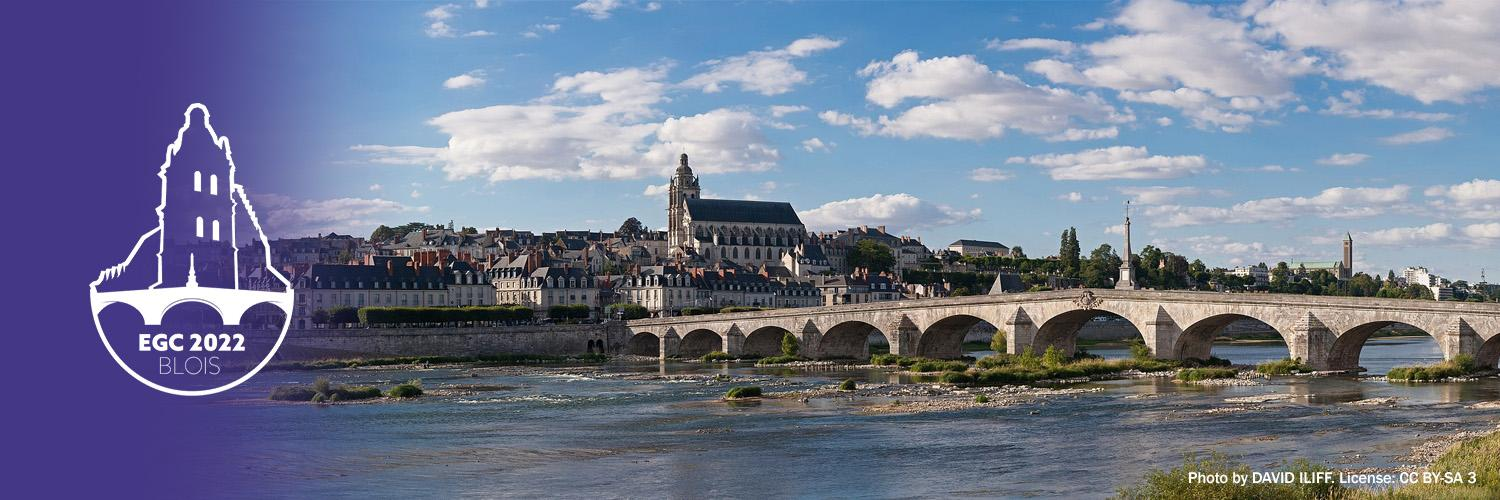 EGC 2022
BLOIS
Photo by DAVID ILIFF. License: CC BY-SA 3